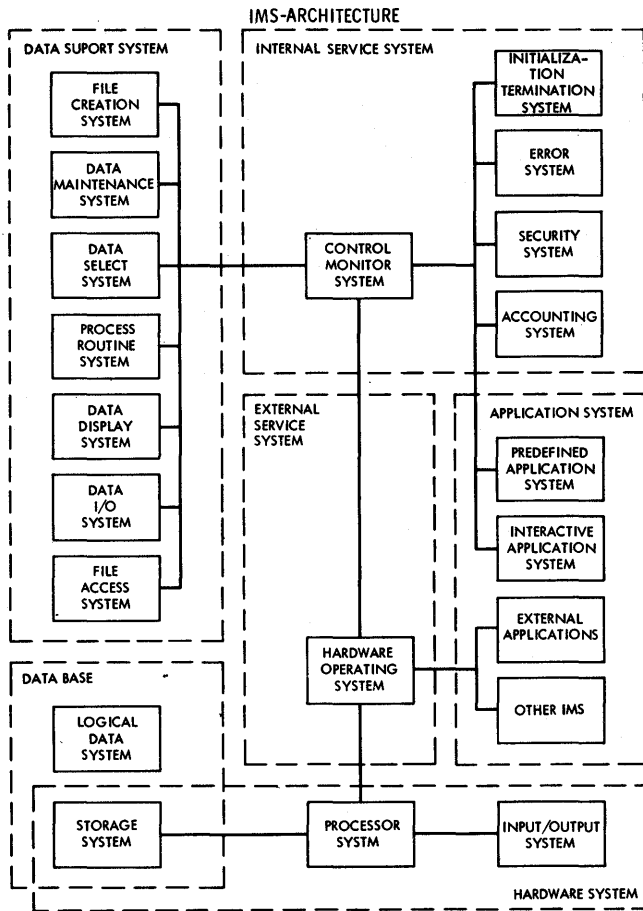 IMS-ARCHITECTURE
DATA SUPORT SYSTEM
FILE
CREATION
SYSTEM
DATA
MAINTENANCE
SYSTEM
DATA
SELECT
SYSTEM
PROCESS
ROUTINE
SYSTEM
DATA
DISPLAY
SYSTEM
DATA
I/O
SYSTEM
FILE
ACCESS
SYSTEM
INTERNAL SERVICE SYSTEM
CONTROL
MONITOR
SYSTEM
INITIALIZA-
TION
TERMINATION
SYSTEM
ERROR
SYSTEM
SECURITY
SYSTEM
ACCOUNTING
SYSTEM
EXTERNAL
SERVICE
SYSTEM
HARDWARE
OPERATING
SYSTEM
APPLICATION SYSTEM
PREDEFINED
APPLICATION
SYSTEM
INTERACTIVE
APPLICATION
SYSTEM
EXTERNAL
APPLICATIONS
OTHER IMS
DATA BASE
LOGICAL
DATA
SYSTEM
STORAGE
SYSTEM
PROCESSOR
SYSTM
INPUT/OUTPUT
SYSTEM
HARDWARE SYSTEM